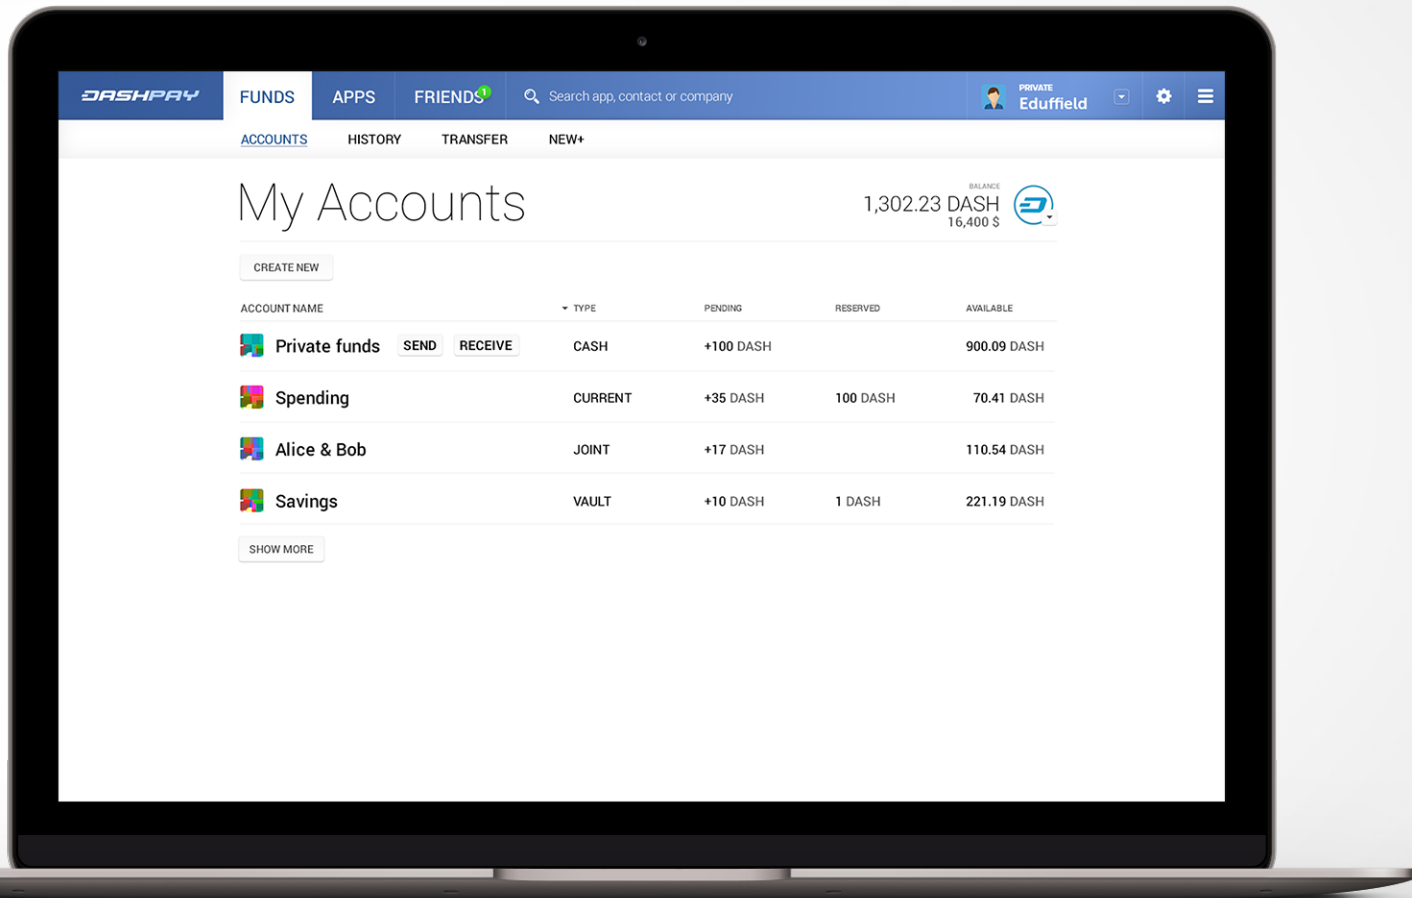 DASHPAY FUNDS APPS FRIENDS 1 Search app, contact or company PRIVATE Eduffield
ACCOUNTS HISTORY TRANSFER NEW+
My Accounts
BALANCE
1,302.23 DASH
16,400 $
CREATE NEW
ACCOUNT NAME TYPE PENDING RESERVED AVAILABLE
Private funds SEND RECEIVE CASH +100 DASH 900.09 DASH
Spending CURRENT +35 DASH 100 DASH 70.41 DASH
Alice & Bob JOINT +17 DASH 110.54 DASH
Savings VAULT +10 DASH 1 DASH 221.19 DASH
SHOW MORE